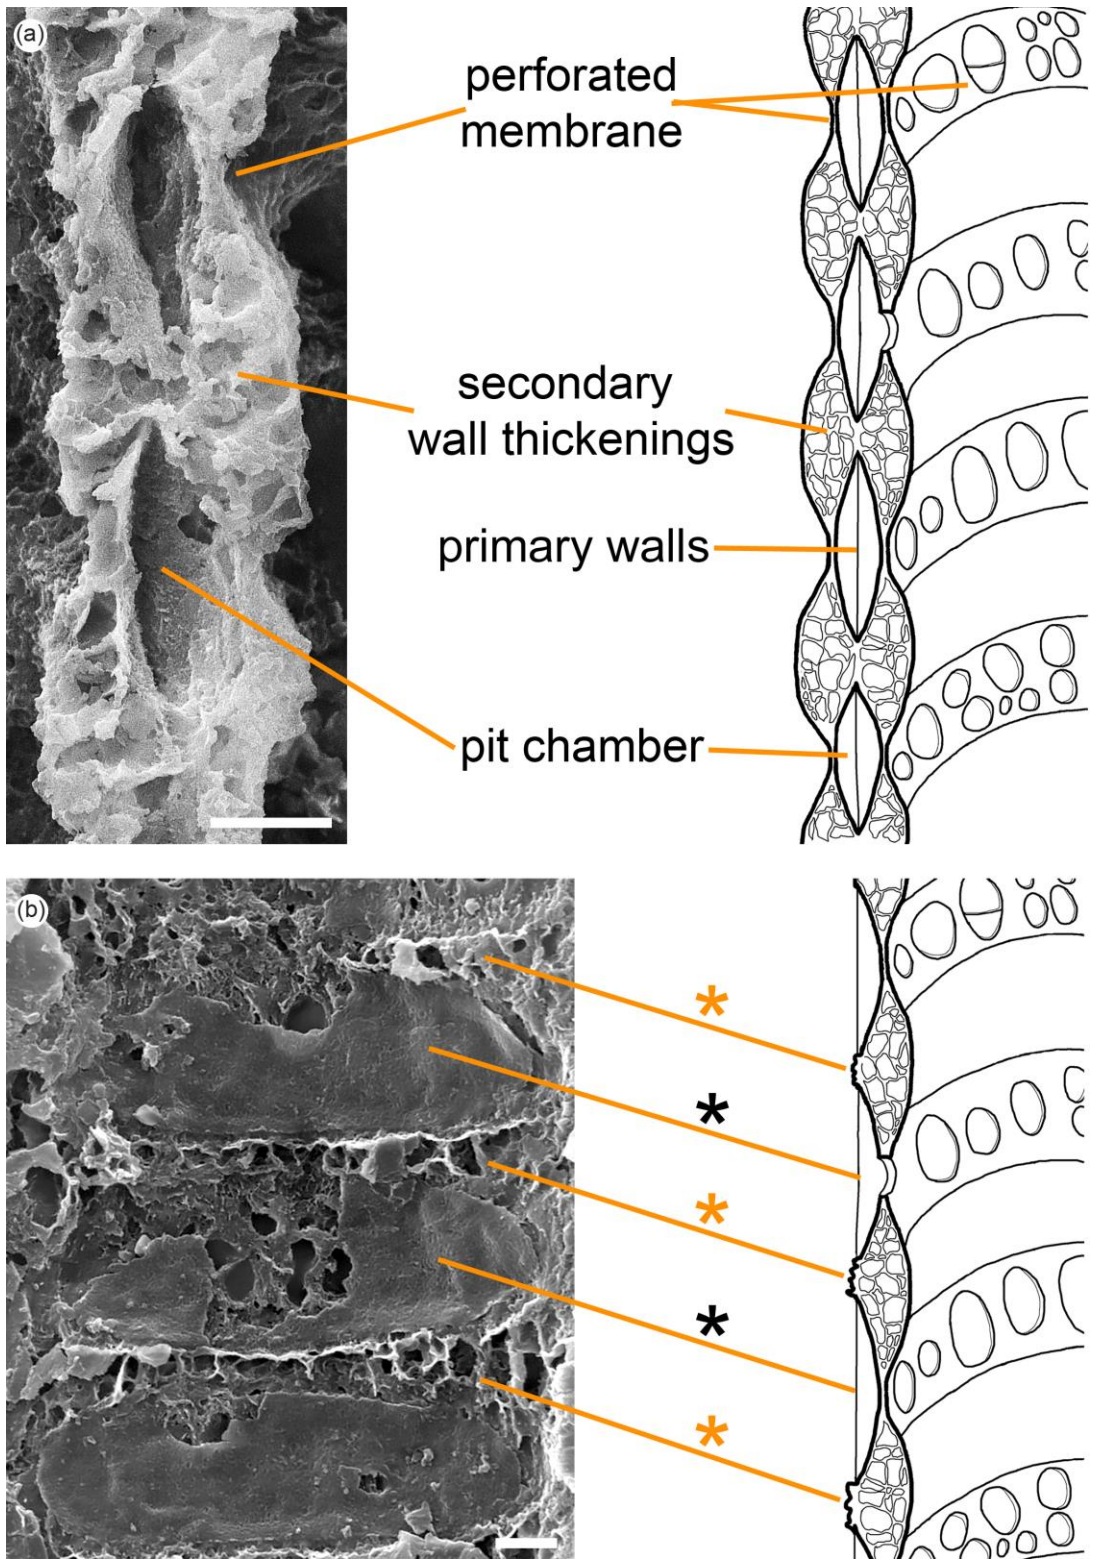 (a)
perforated
membrane
secondary
wall thickenings
primary walls
pit chamber
(b)
*
*
*
*
*